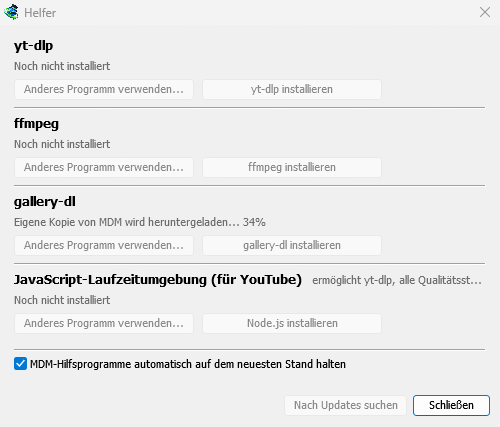 Helfer
yt-dlp
Noch nicht installiert
Anderes Programm verwenden... yt-dlp installieren
ffmpeg
Noch nicht installiert
Anderes Programm verwenden... ffmpeg installieren
gallery-dl
Eigene Kopie von MDM wird heruntergeladen... 34%
Anderes Programm verwenden... gallery-dl installieren
JavaScript-Laufzeitumgebung (für YouTube) ermöglicht yt-dlp, alle Qualitätsst...
Noch nicht installiert
Anderes Programm verwenden... Node.js installieren
MDM-Hilfsprogramme automatisch auf dem neuesten Stand halten
Nach Updates suchen Schließen